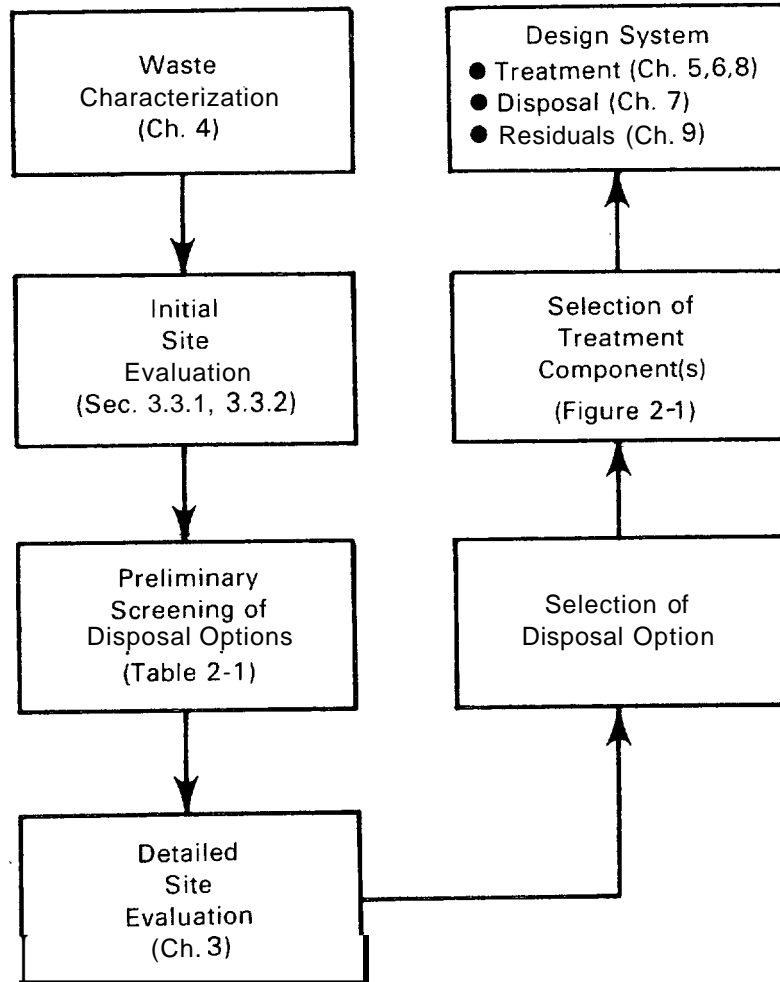 Waste
Characterization
(Ch. 4)
Initial
Site
Evaluation
(Sec. 3.3.1, 3.3.2)
Preliminary
Screening of
Disposal Options
(Table 2-1)
Detailed
Site
Evaluation
(Ch. 3)
Selection of
Disposal Option
Selection of
Treatment
Component(s)
(Figure 2-1)
Design System
● Treatment (Ch. 5,6,8)
● Disposal (Ch. 7)
● Residuals (Ch. 9)